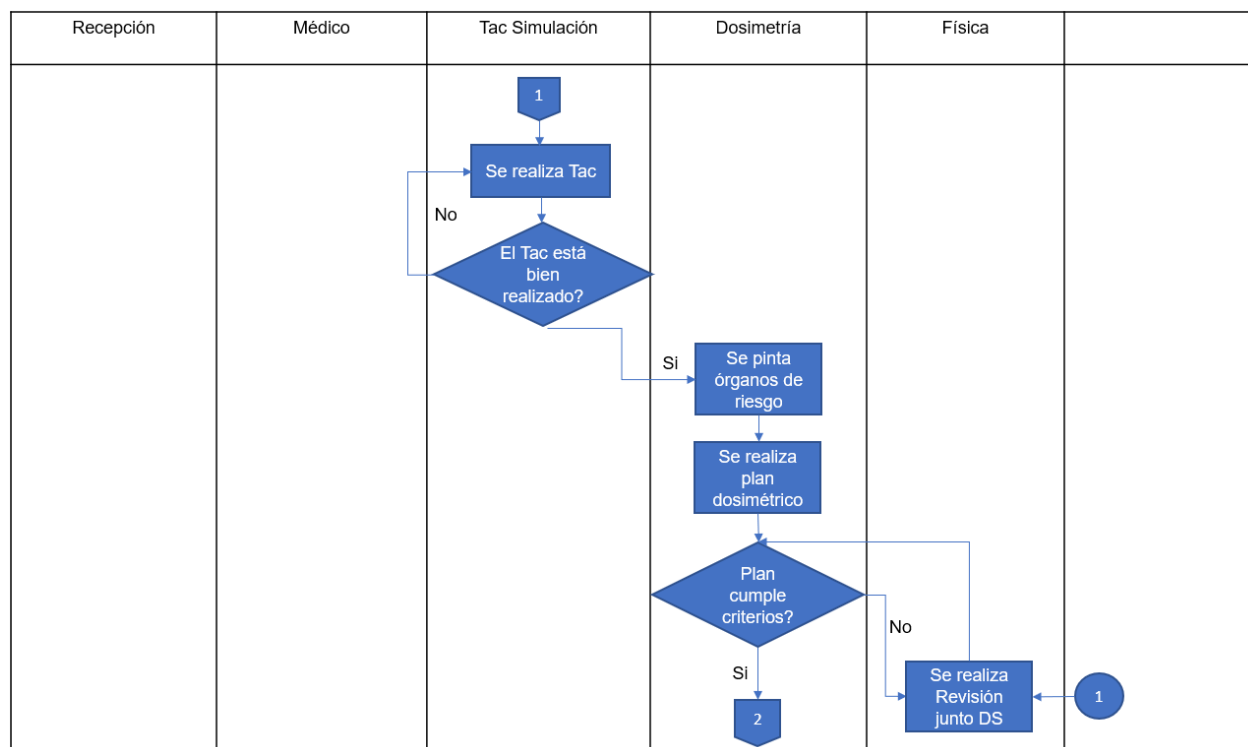 Recepción
Médico
Tac Simulación
Dosimetría
Física
1
Se realiza Tac
No
El Tac está
bien
realizado?
Si
Se pinta
órganos de
riesgo
Se realiza
plan
dosimétrico
Plan
cumple
criterios?
No
Si
Se realiza
Revisión
junto DS
1
2